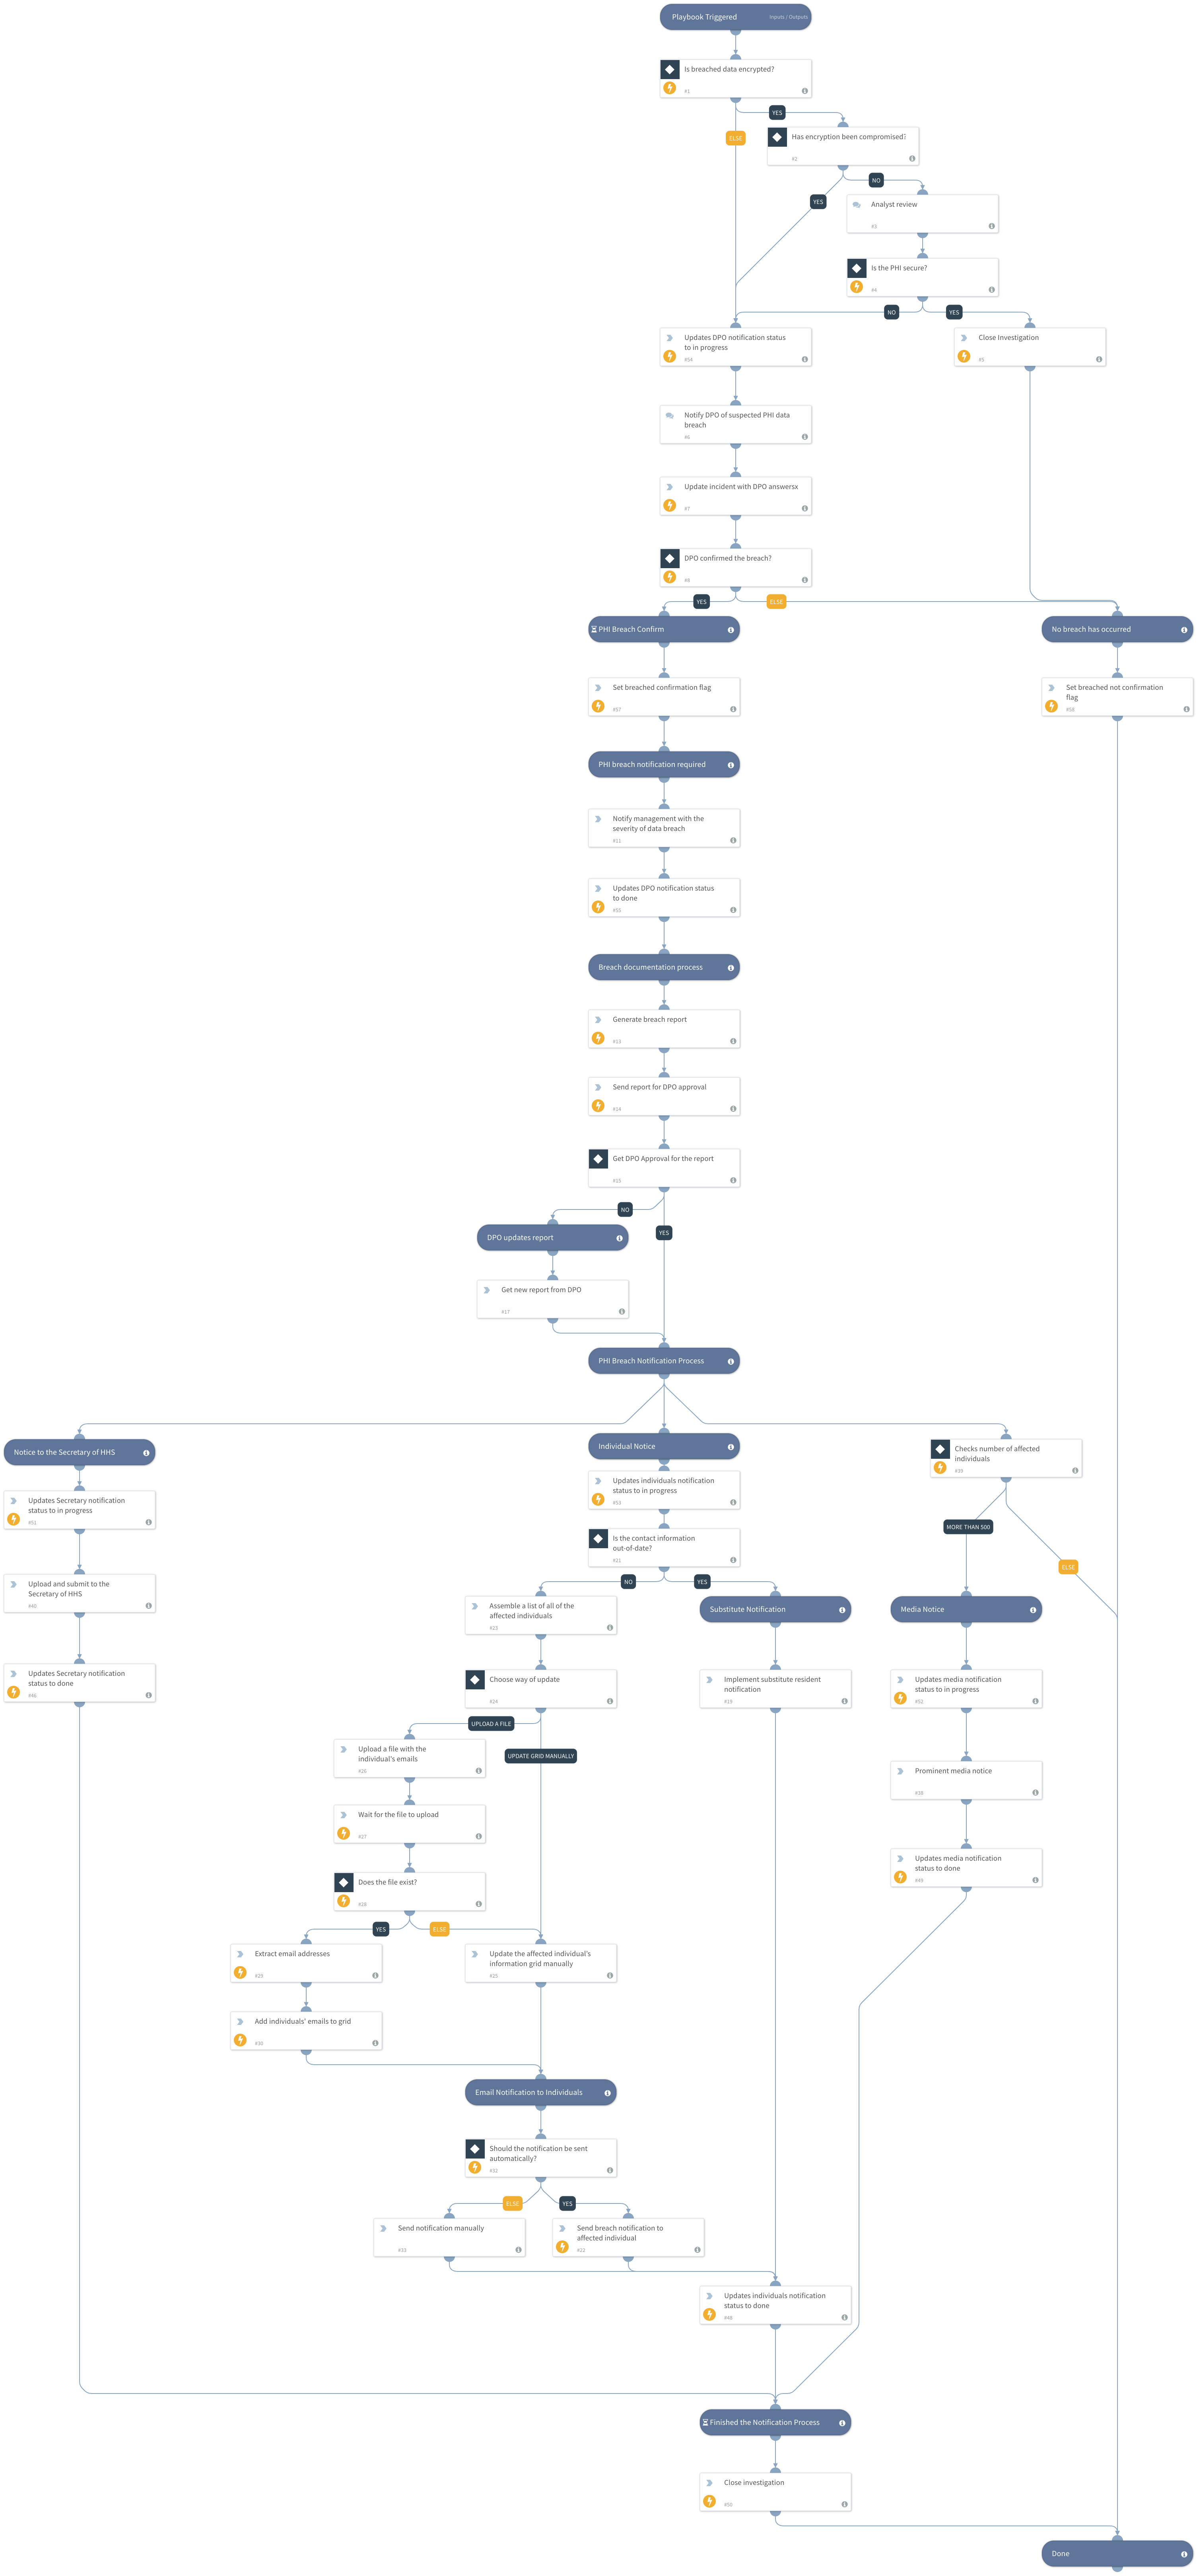 Playbook Triggered
Inputs / Outputs
Is breached data encrypted?
#1
YES
ELSE
Has encryption been compromised?
#2
NO
YES
Analyst review
#3
Is the PHI secure?
#4
NO
YES
Updates DPO notification status
to in progress
#54
Close Investigation
#5
Notify DPO of suspected PHI data
breach
#6
Update incident with DPO answersx
#7
DPO confirmed the breach?
#8
YES
ELSE
PHI Breach Confirm
No breach has occurred
Set breached confirmation flag
#57
Set breached not confirmation
flag
PHI breach notification required
Notify management with the
severity of data breach
#11
Updates DPO notification status
to done
#55
Breach documentation process
Generate breach report
#13
Send report for DPO approval
#14
Get DPO Approval for the report
#15
NO
YES
DPO updates report
Get new report from DPO
#17
PHI Breach Notification Process
Notice to the Secretary of HHS
Individual Notice
Checks number of affected
individuals
#39
Updates Secretary notification
status to in progress
#51
Updates individuals notification
status to in progress
#53
MORE THAN 500
ELSE
Is the contact information
out-of-date?
#21
Upload and submit to the
Secretary of HHS
#40
NO
YES
Assemble a list of all of the
affected individuals
#23
Substitute Notification
Media Notice
Updates Secretary notification
status to done
#46
Choose way of update
#24
Implement substitute resident
notification
#19
Updates media notification
status to in progress
#52
UPLOAD A FILE
UPDATE GRID MANUALLY
Upload a file with the
individual's emails
#26
Prominent media notice
#38
Wait for the file to upload
#27
Updates media notification
status to done
#49
Does the file exist?
#28
YES
ELSE
Extract email addresses
#29
Update the affected individual's
information grid manually
#25
Add individuals' emails to grid
#30
Email Notification to Individuals
Should the notification be sent
automatically?
#32
ELSE
YES
Send notification manually
#33
Send breach notification to
affected individual
#22
Updates individuals notification
status to done
#48
Finished the Notification Process
Close investigation
#50
Done